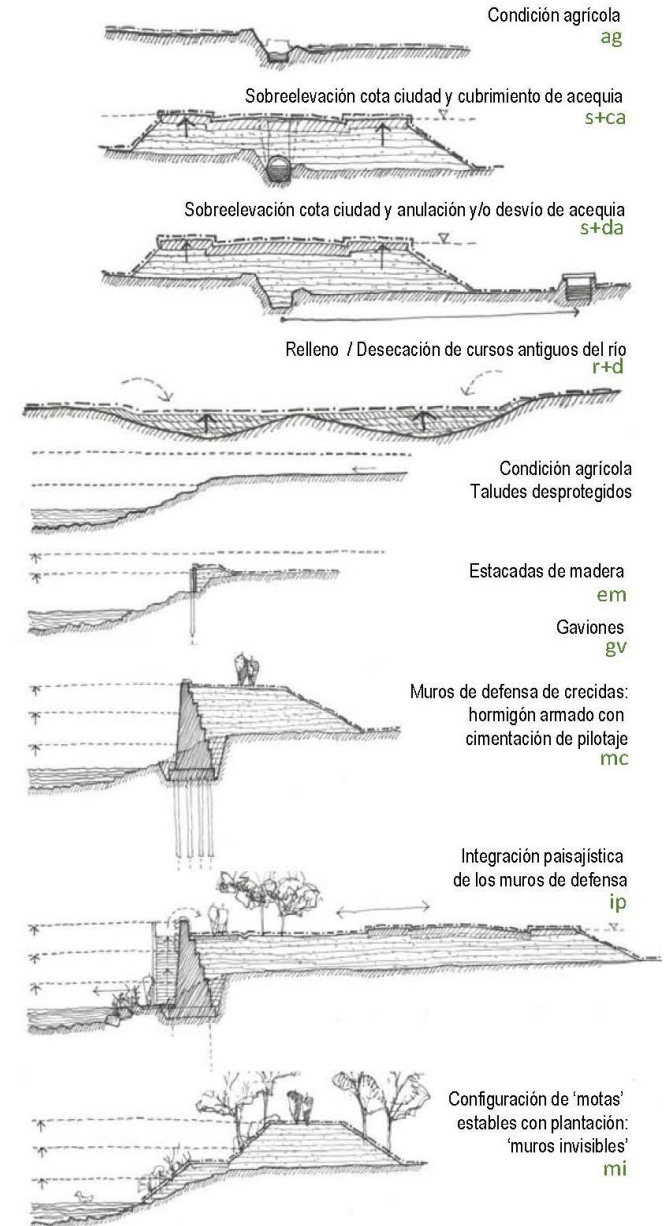 Condición agrícola
ag
Sobreelevación cota ciudad y cubrimiento de acequia
s+ca
Sobreelevación cota ciudad y anulación y/o desvío de acequia
s+da
Relleno / Desecación de cursos antiguos del río
r+d
Condición agrícola
Taludes desprotegidos
Estacadas de madera
em
Gaviones
gv
Muros de defensa de crecidas:
hormigón armado con
cimentación de pilotaje
mc
Integración paisajística
de los muros de defensa
ip
Configuración de ‘motas’
estables con plantación:
‘muros invisibles’
mi